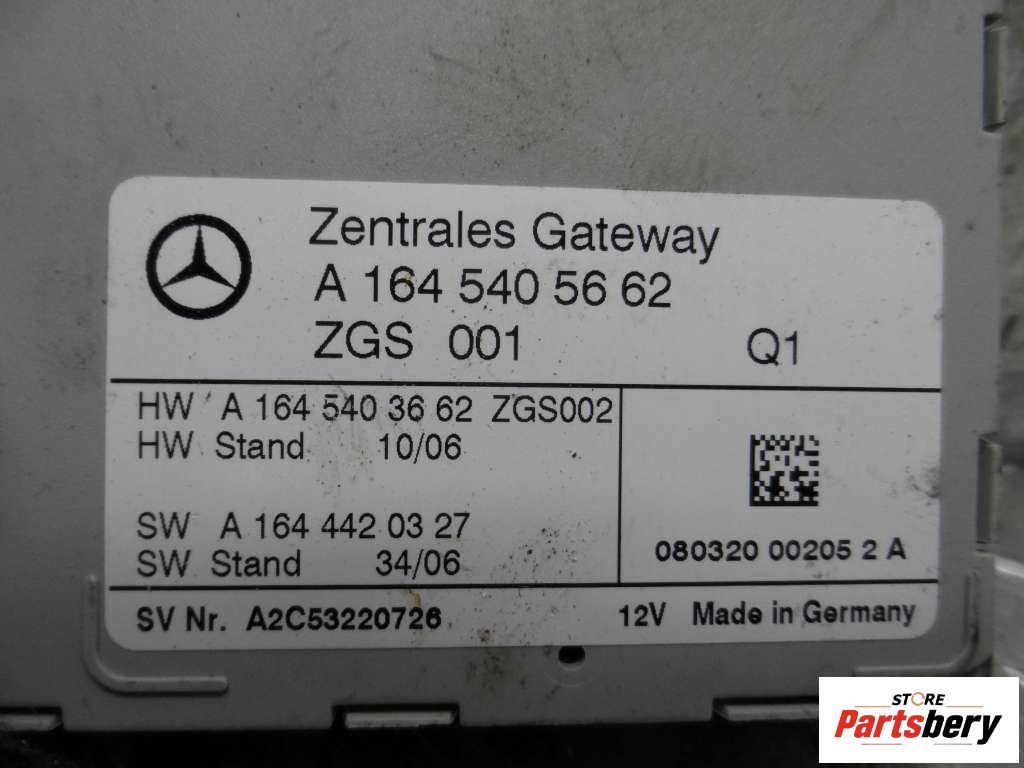 Zentrales Gateway
A 164 540 56 62
ZGS 001 Q1
HW A 164 540 36 62 ZGS002
HW Stand 10/06
SW A 164 442 03 27
SW Stand 34/06
080320 00205 2 A
SV Nr. A2C53220726 12V Made in Germany
STORE
Partsbery